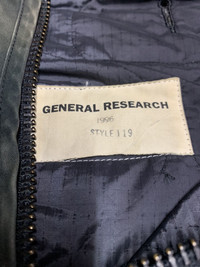 GENERAL RESEARCH
1996
STYLE 119